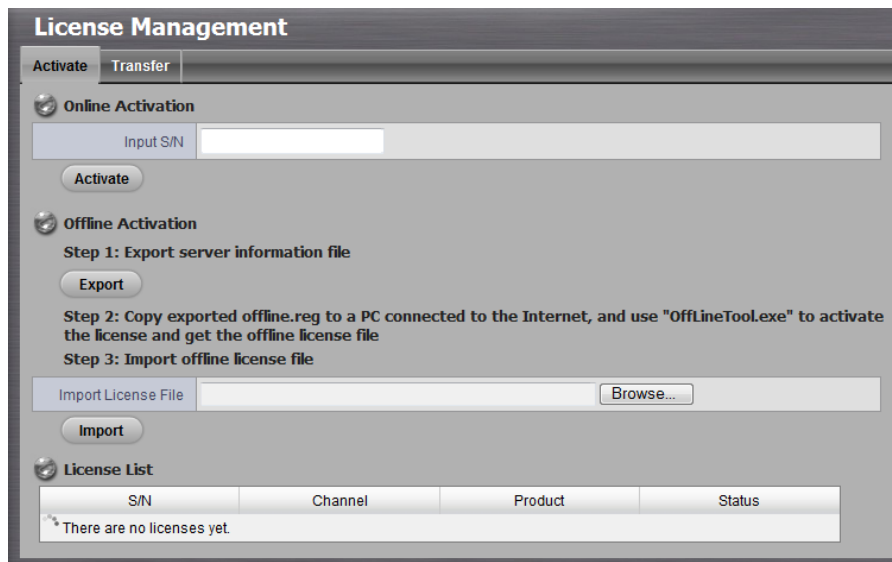 License Management
Activate Transfer
Online Activation
Input S/N
Activate
Offline Activation
Step 1: Export server information file
Export
Step 2: Copy exported offline.reg to a PC connected to the Internet, and use "OffLineTool.exe" to activate
the license and get the offline license file
Step 3: Import offline license file
Import License File Browse...
Import
License List
S/N Channel Product Status
There are no licenses yet.